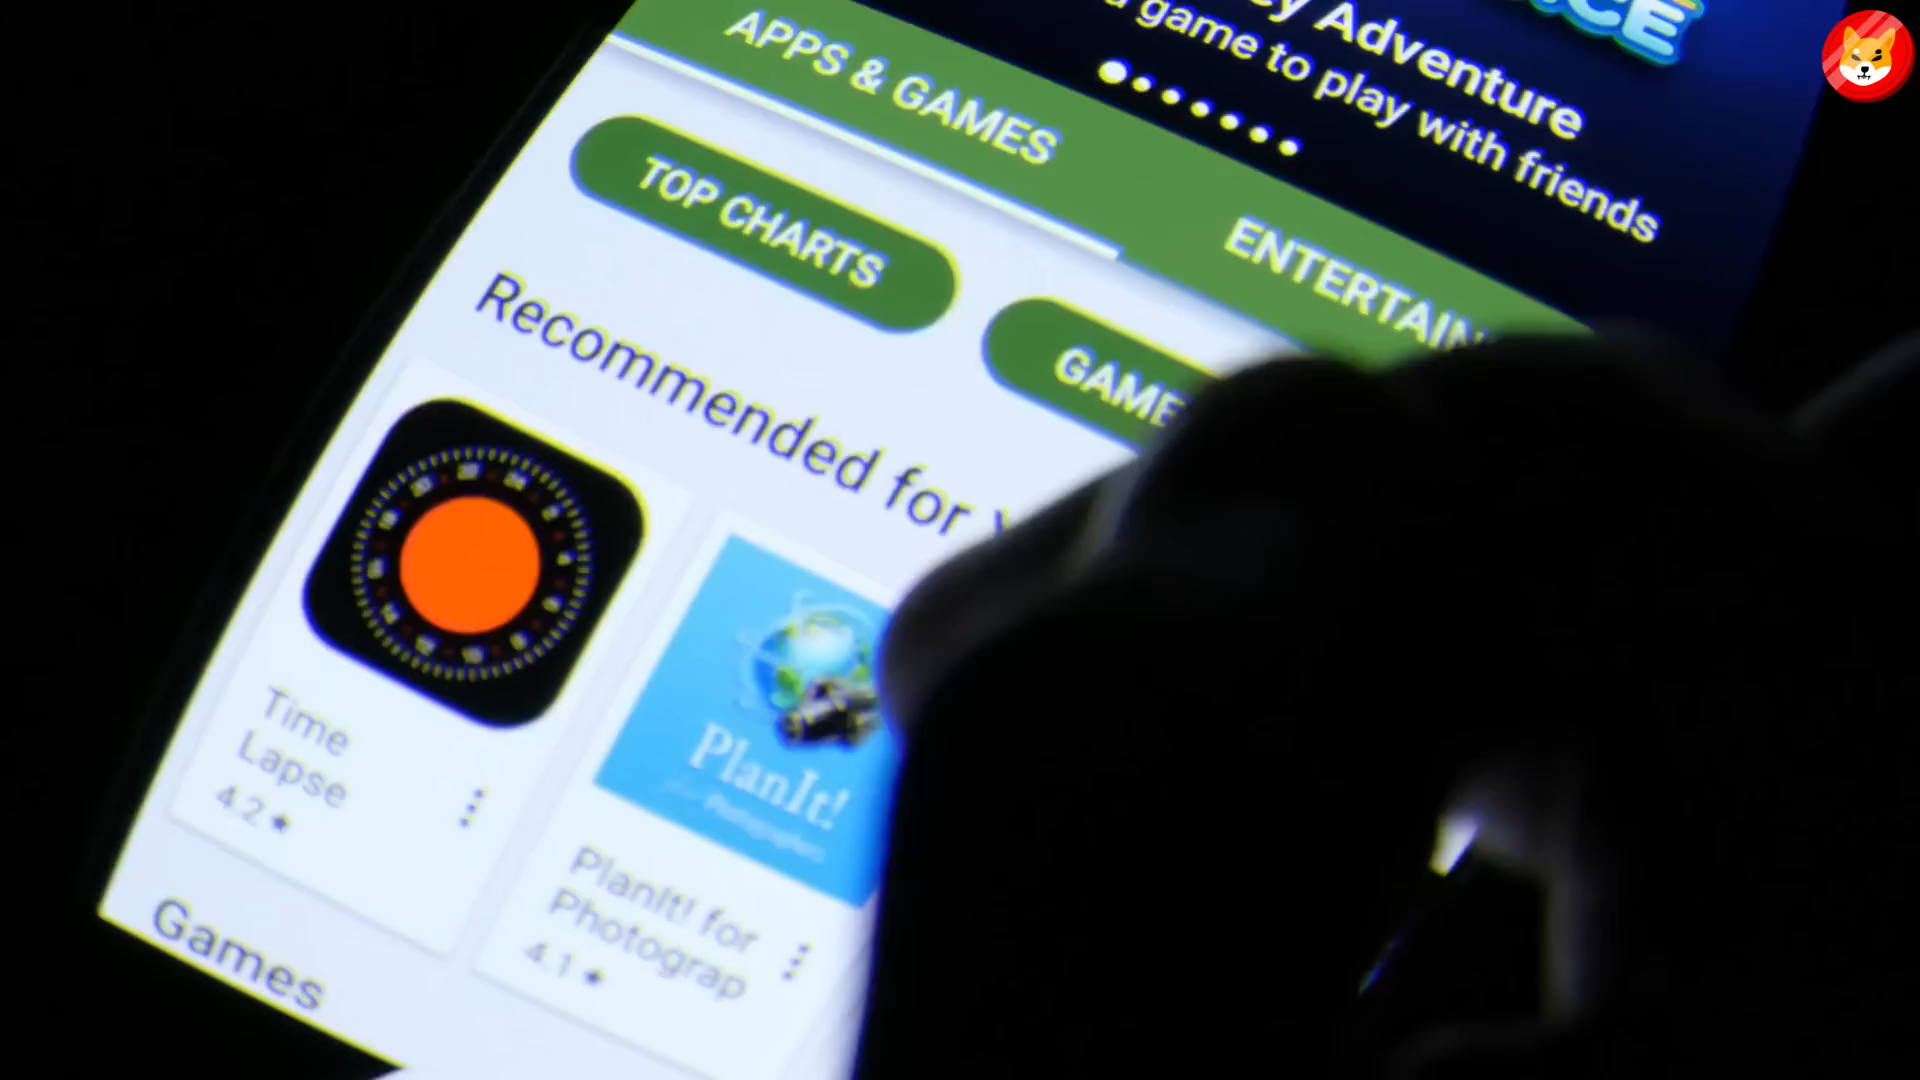 Adventure
game to play with friends
APPS & GAMES
ENTERTAIN
TOP CHARTS
GAME
Recommended for
PlanIt!
Time
Lapse
4.2 ★
PlanIt! for
Photograp
4.1 ★
Games